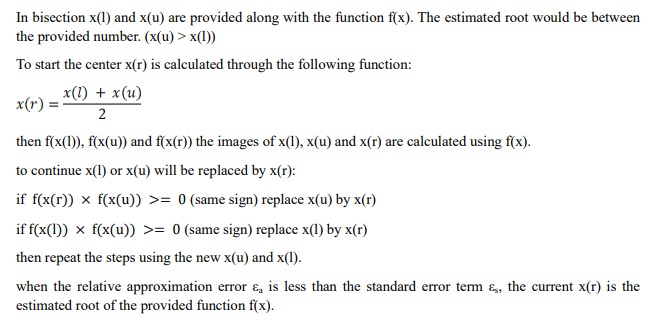 In bisection x(l) and x(u) are provided along with the function f(x). The estimated root would be between
the provided number. (x(u) > x(l))
To start the center x(r) is calculated through the following function:
x(r) = \frac{x(l) + x(u)}{2}
then f(x(l)), f(x(u)) and f(x(r)) the images of x(l), x(u) and x(r) are calculated using f(x).
to continue x(l) or x(u) will be replaced by x(r):
if f(x(r)) × f(x(u)) >= 0 (same sign) replace x(u) by x(r)
if f(x(l)) × f(x(u)) >= 0 (same sign) replace x(l) by x(r)
then repeat the steps using the new x(u) and x(l).
when the relative approximation error εₐ is less than the standard error term εₛ, the current x(r) is the
estimated root of the provided function f(x).